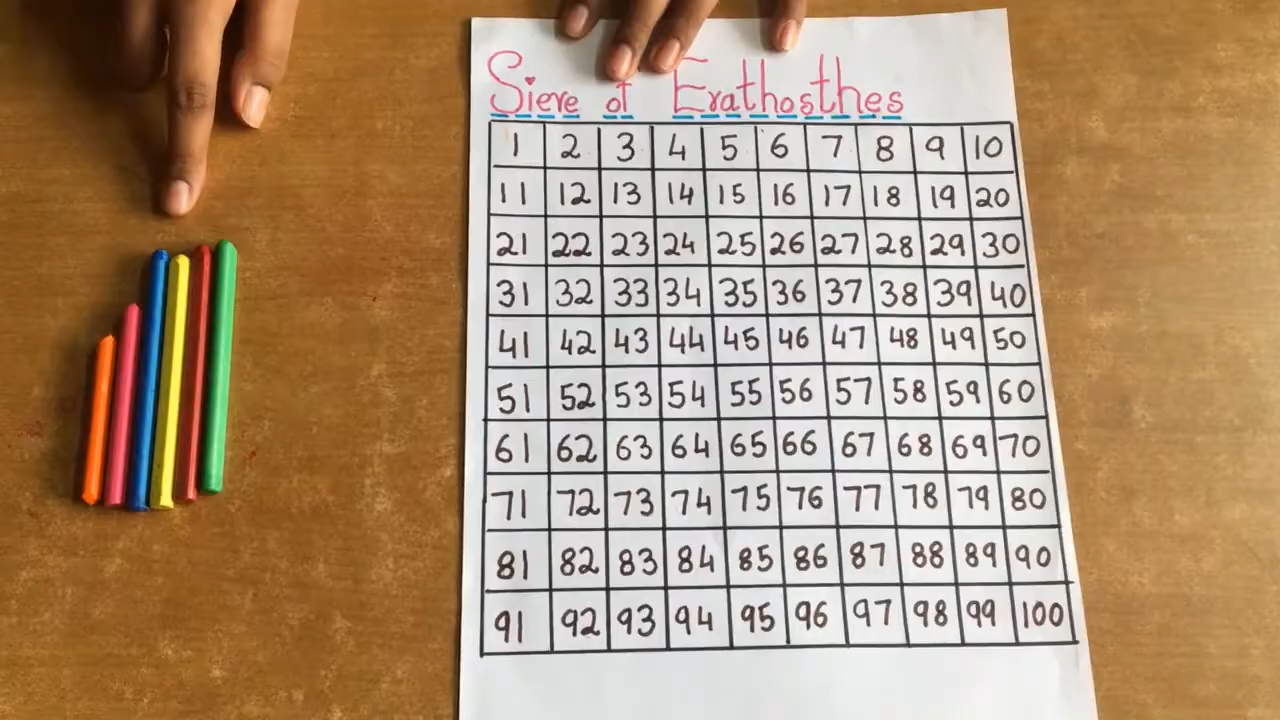 Sieve of Erathosthes
1 2 3 4 5 6 7 8 9 10
11 12 13 14 15 16 17 18 19 20
21 22 23 24 25 26 27 28 29 30
31 32 33 34 35 36 37 38 39 40
41 42 43 44 45 46 47 48 49 50
51 52 53 54 55 56 57 58 59 60
61 62 63 64 65 66 67 68 69 70
71 72 73 74 75 76 77 78 79 80
81 82 83 84 85 86 87 88 89 90
91 92 93 94 95 96 97 98 99 100